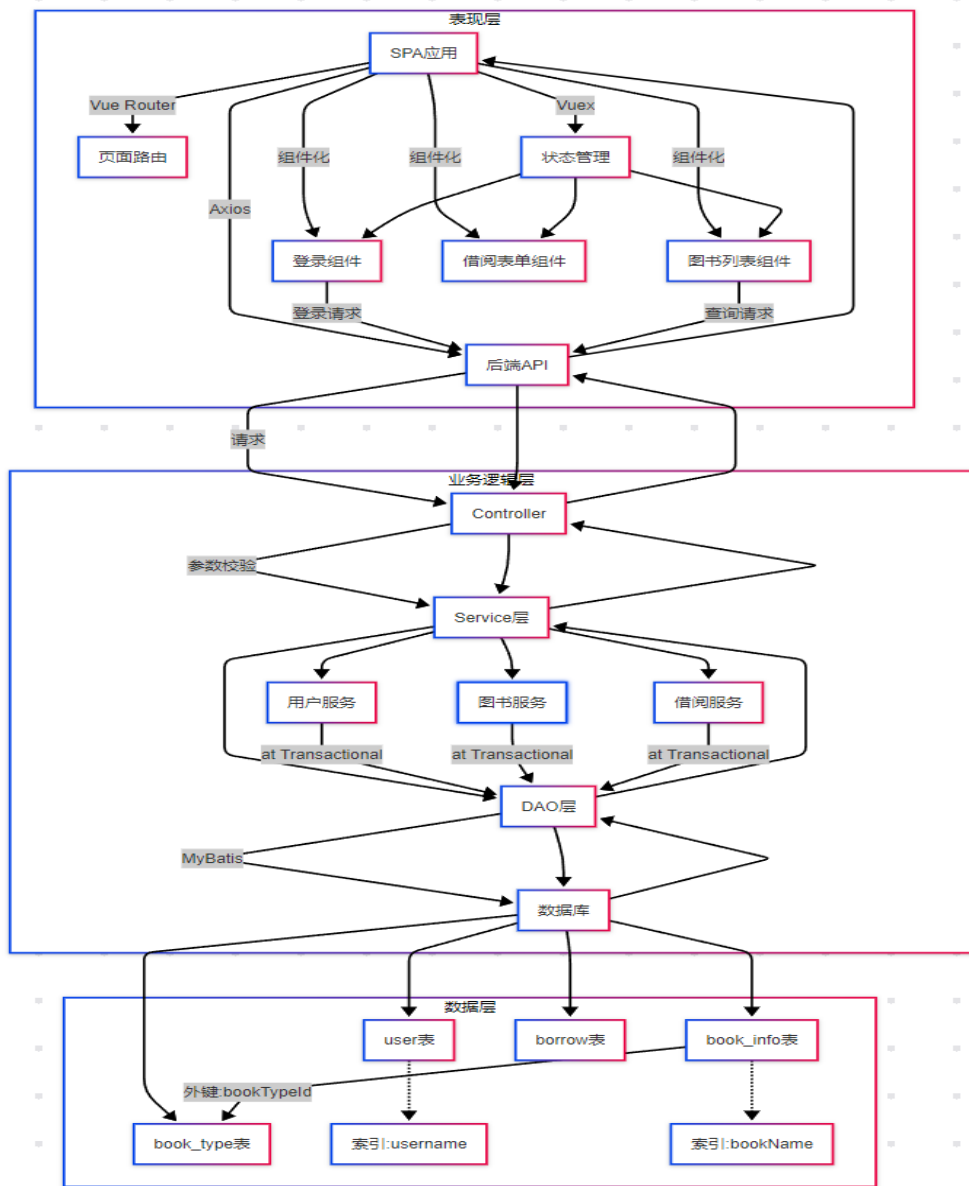 表现层
SPA应用
Vue Router
Vuex
页面路由
组件化
组件化
状态管理
组件化
Axios
登录组件
借阅表单组件
图书列表组件
登录请求
查询请求
后端API
请求
业务逻辑层
Controller
参数校验
Service层
用户服务
图书服务
借阅服务
at Transactional
at Transactional
at Transactional
DAO层
MyBatis
数据库
数据层
user表
borrow表
book_info表
外键:bookTypeId
book_type表
索引:username
索引:bookName